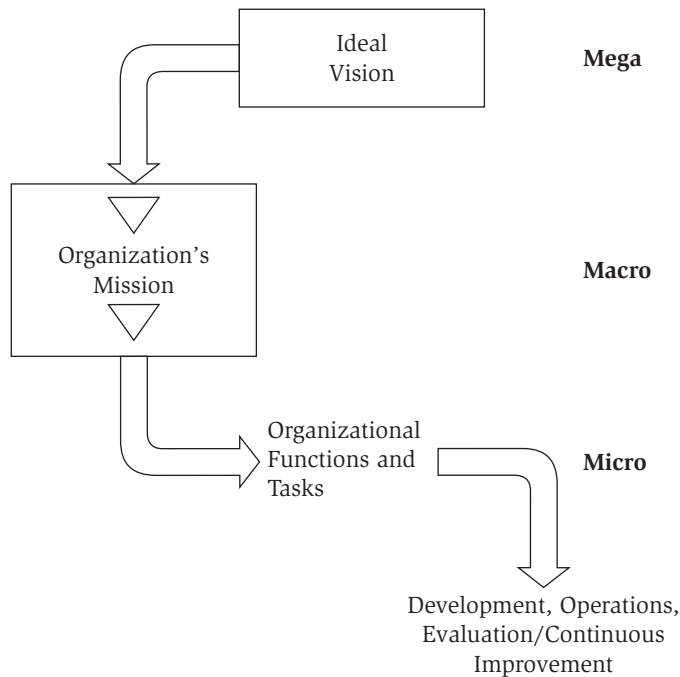 Ideal
Vision
Mega
Organization's
Mission
Macro
Organizational
Functions and
Tasks
Micro
Development, Operations,
Evaluation/Continuous
Improvement